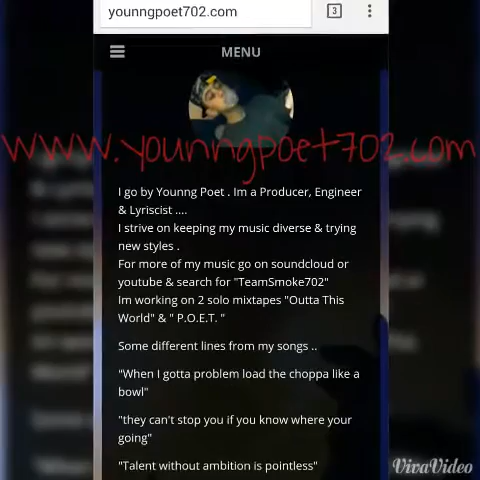 younngpoet702.com
3
MENU
www.younngpoet702.com
I go by Younng Poet . Im a Producer, Engineer
& Lyriscist ....
I strive on keeping my music diverse & trying
new styles .
For more of my music go on soundcloud or
youtube & search for "TeamSmoke702"
Im working on 2 solo mixtapes "Outta This
World" & " P.O.E.T. "
Some different lines from my songs ..
"When I gotta problem load the choppa like a
bowl"
"they can't stop you if you know where your
going"
"Talent without ambition is pointless"
VivaVideo